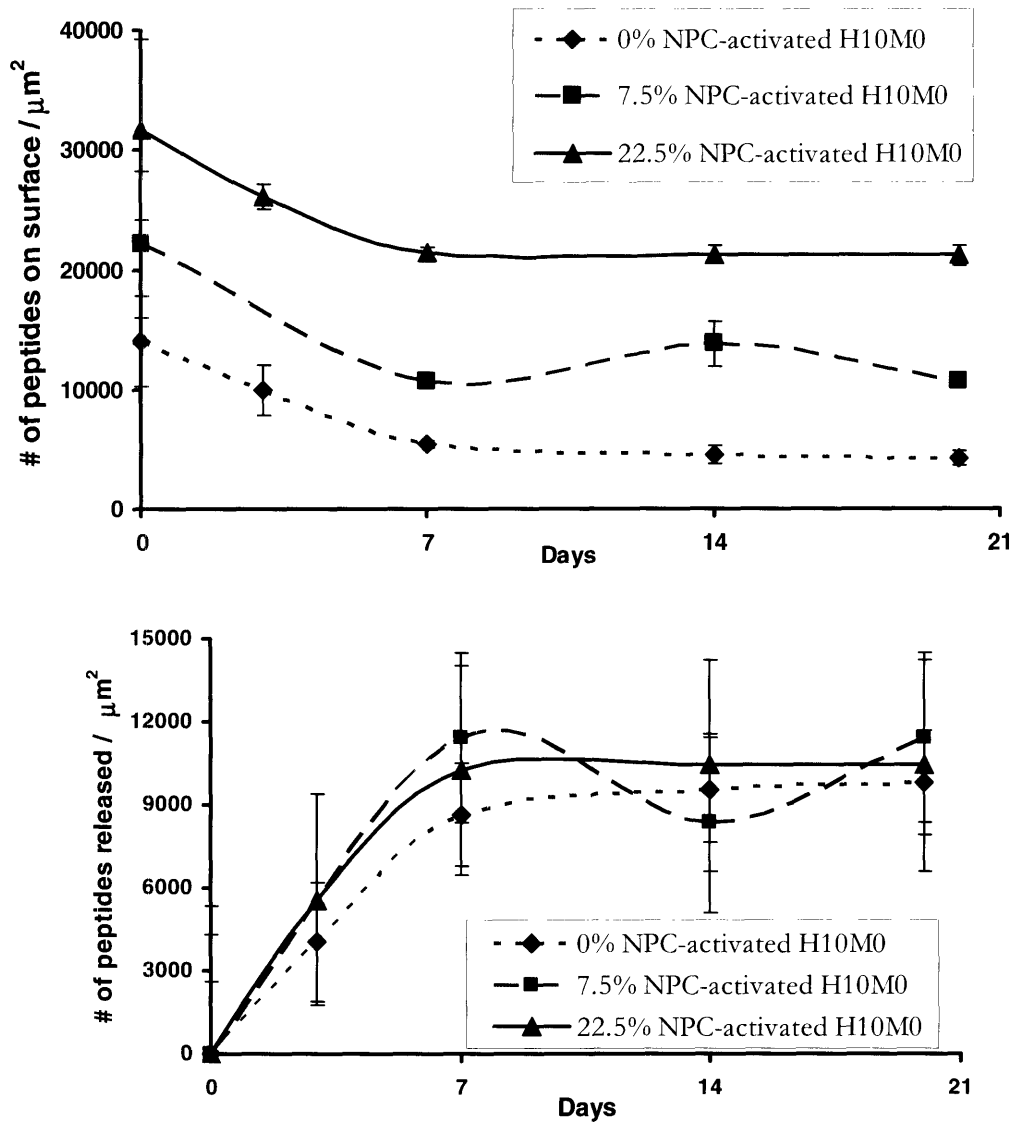 40000
30000
20000
10000
0
# of peptides on surface / μm²
0% NPC-activated H10M0
7.5% NPC-activated H10M0
22.5% NPC-activated H10M0
0
7
14
21
Days
15000
12000
9000
6000
3000
0
# of peptides released / μm²
0% NPC-activated H10M0
7.5% NPC-activated H10M0
22.5% NPC-activated H10M0
0
7
14
21
Days